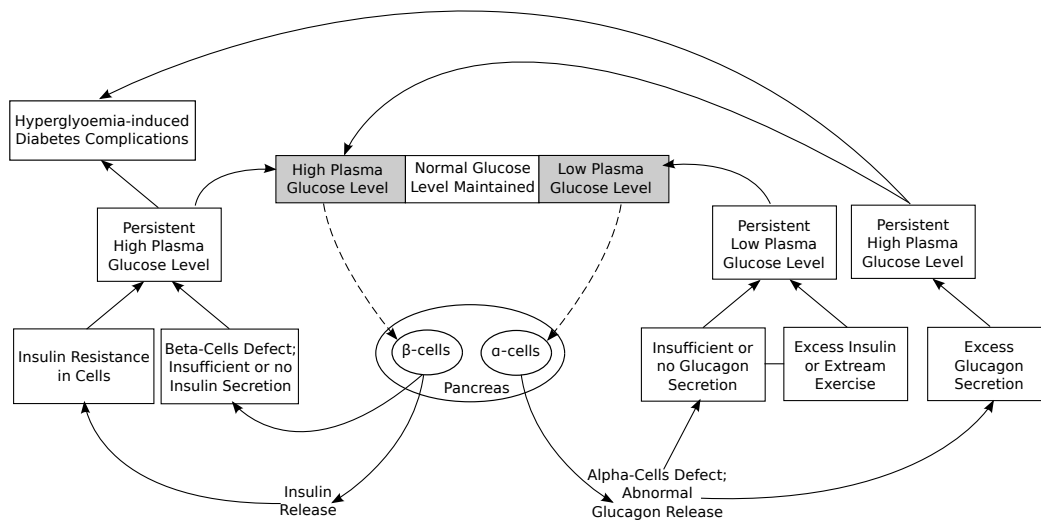 Hyperglyoemia-induced
Diabetes Complications
High Plasma
Glucose Level
Normal Glucose
Level Maintained
Low Plasma
Glucose Level
Persistent
High Plasma
Glucose Level
Persistent
Low Plasma
Glucose Level
Persistent
High Plasma
Glucose Level
Insulin Resistance
in Cells
Beta-Cells Defect;
Insufficient or no
Insulin Secretion
β-cells
α-cells
Pancreas
Insufficient or
no Glucagon
Secretion
Excess Insulin
or Extream
Exercise
Excess
Glucagon
Secretion
Insulin
Release
Alpha-Cells Defect;
Abnormal
Glucagon Release